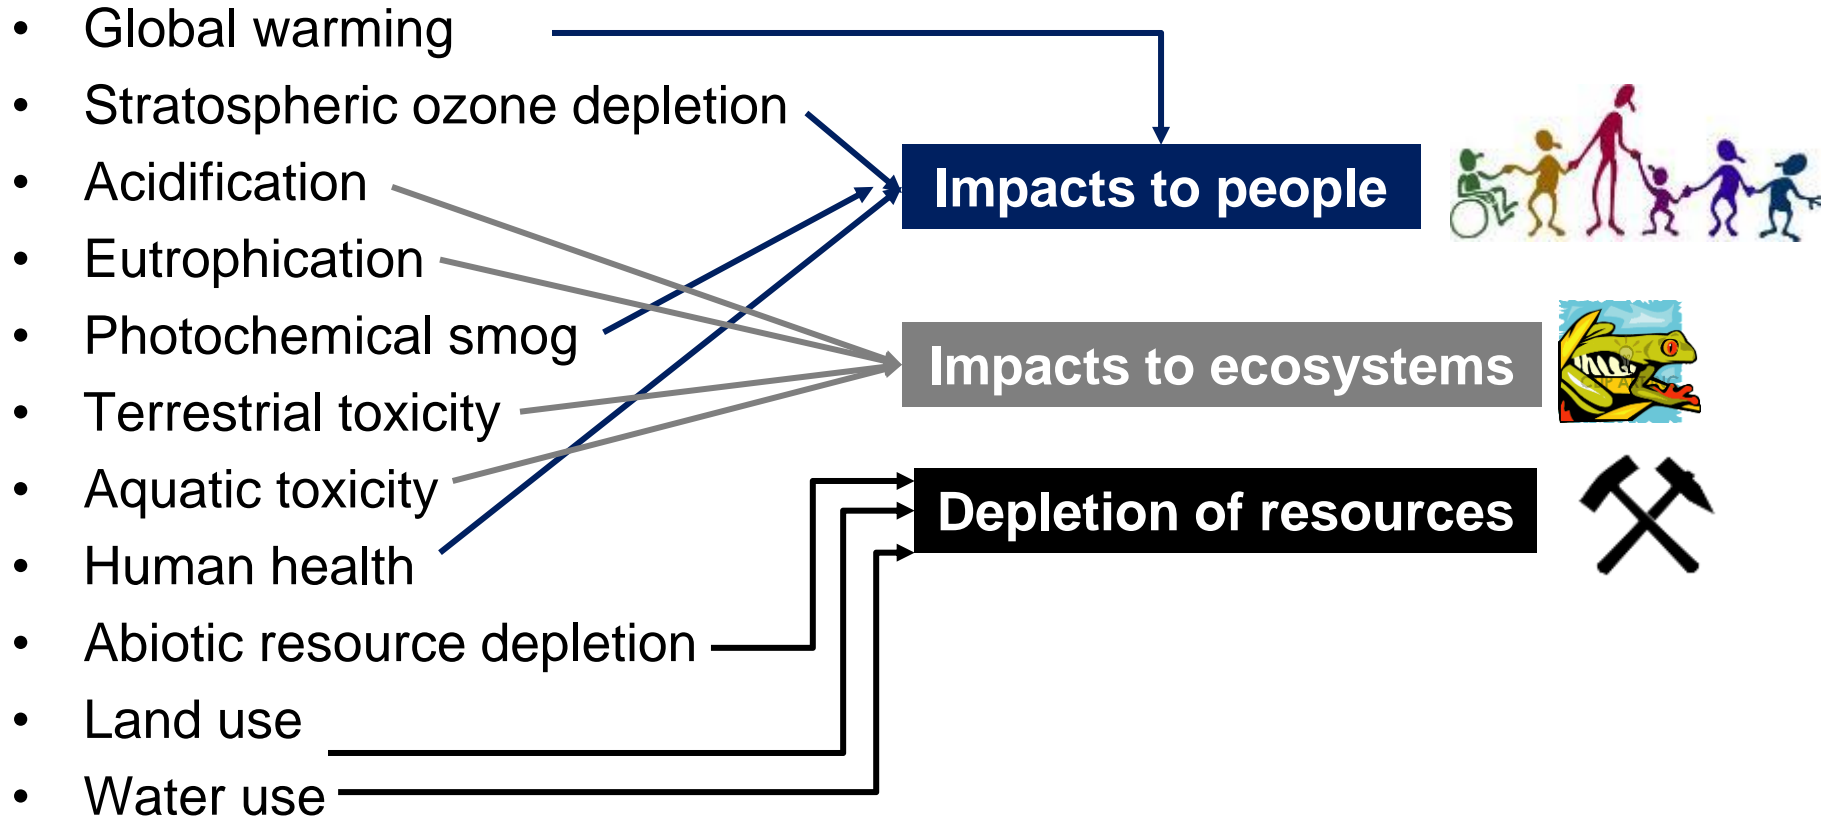 • Global warming
• Stratospheric ozone depletion
• Acidification
• Eutrophication
• Photochemical smog
• Terrestrial toxicity
• Aquatic toxicity
• Human health
• Abiotic resource depletion
• Land use
• Water use
Impacts to people
Impacts to ecosystems
Depletion of resources